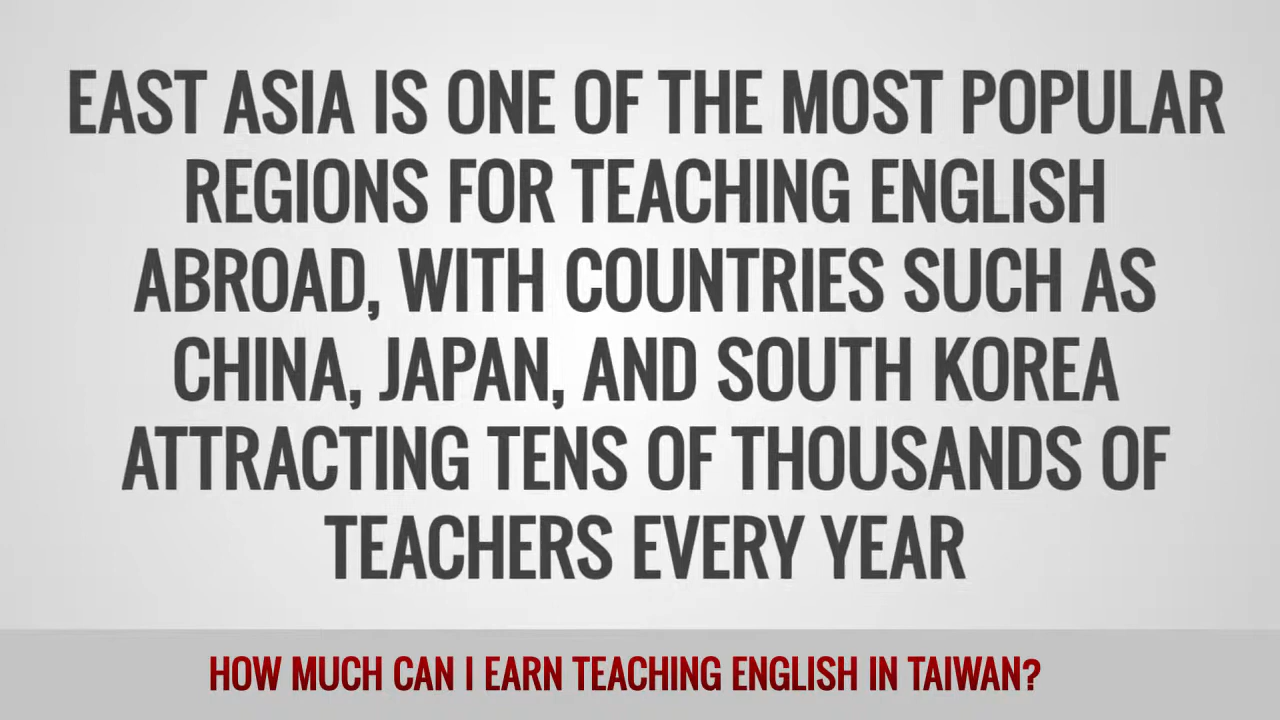 EAST ASIA IS ONE OF THE MOST POPULAR
REGIONS FOR TEACHING ENGLISH
ABROAD, WITH COUNTRIES SUCH AS
CHINA, JAPAN, AND SOUTH KOREA
ATTRACTING TENS OF THOUSANDS OF
TEACHERS EVERY YEAR
HOW MUCH CAN I EARN TEACHING ENGLISH IN TAIWAN?